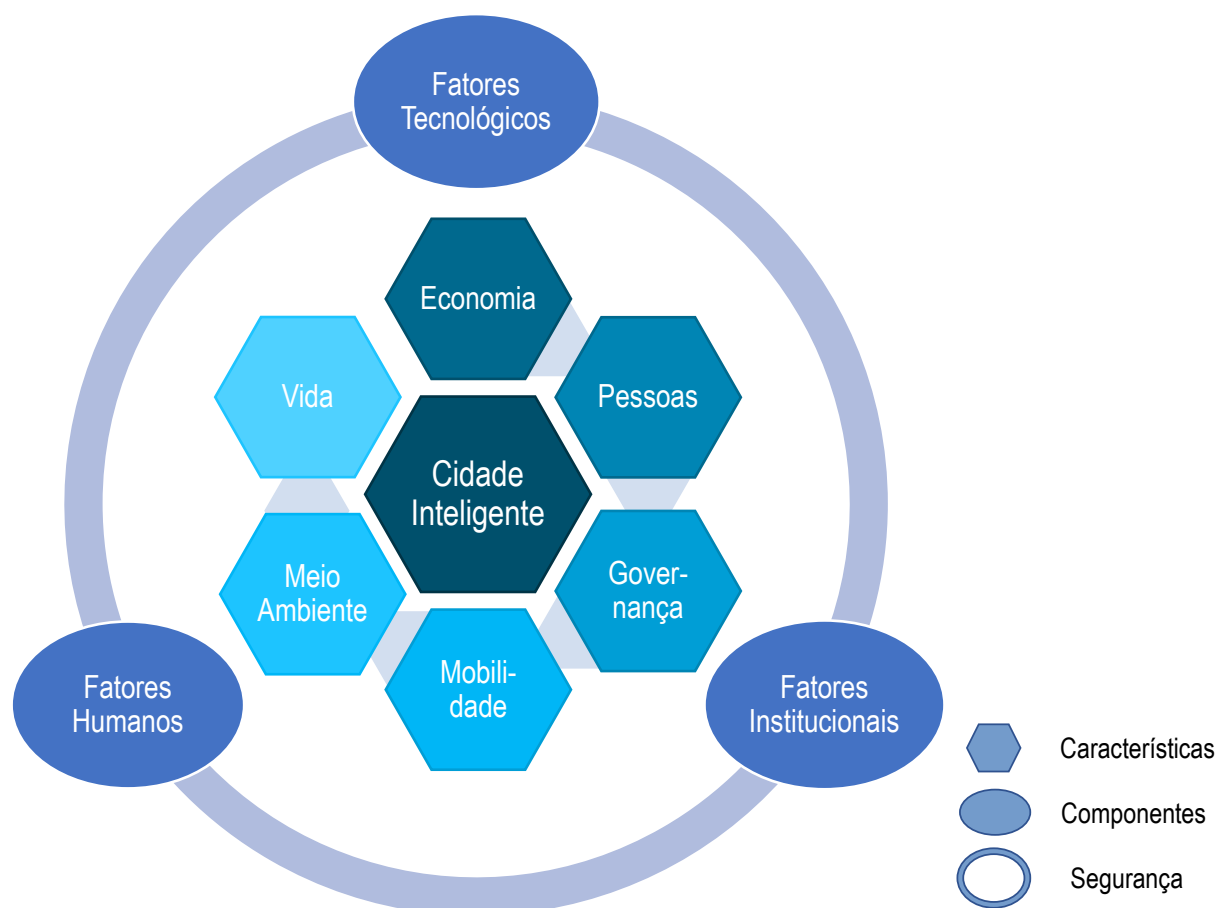 Fatores
Tecnológicos
Economia
Vida
Pessoas
Cidade
Inteligente
Meio
Ambiente
Gover-
nança
Mobili-
dade
Fatores
Humanos
Fatores
Institucionais
Característícas
Componentes
Segurança